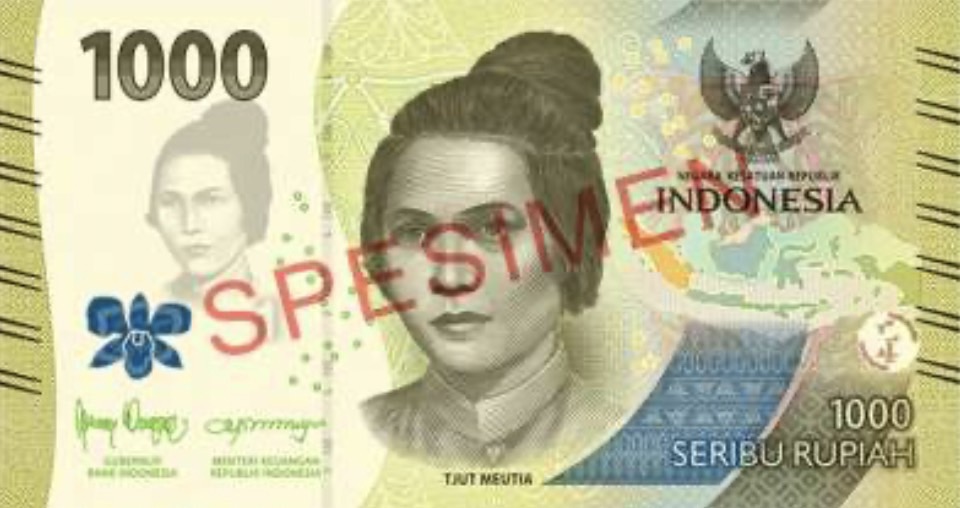 1000
SPESIMEN
NEGARA KESATUAN REPUBLIK
INDONESIA
GUBERNUR
BANK INDONESIA
MENTERI KEUANGAN
REPUBLIK INDONESIA
TJUT MEUTIA
1000
SERIBU RUPIAH